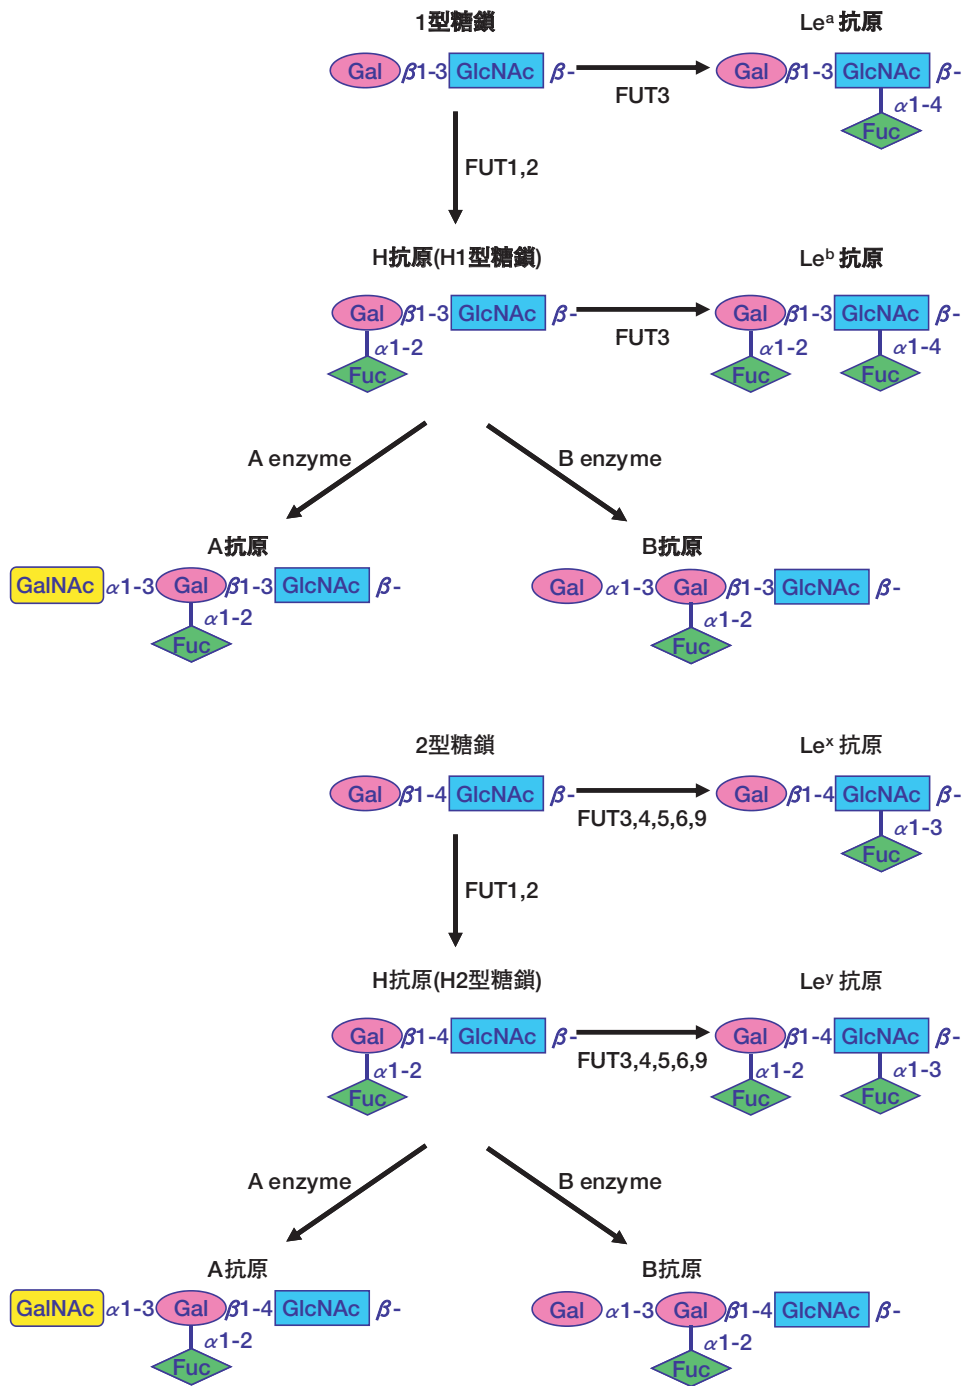 1型糖鎖 Leᵃ 抗原
Gal β1-3 GlcNAc β- Gal β1-3 GlcNAc β-
FUT3
α1-4
Fuc
FUT1,2
H抗原(H1型糖鎖) Leᵇ 抗原
Gal β1-3 GlcNAc β- Gal β1-3 GlcNAc β-
FUT3
α1-2 α1-2 α1-4
Fuc Fuc Fuc
A enzyme B enzyme
A抗原 B抗原
GalNAc α1-3 Gal β1-3 GlcNAc β- Gal α1-3 Gal β1-3 GlcNAc β-
α1-2 α1-2
Fuc Fuc
2型糖鎖 Leˣ 抗原
Gal β1-4 GlcNAc β- Gal β1-4 GlcNAc β-
FUT3,4,5,6,9
α1-3
Fuc
FUT1,2
H抗原(H2型糖鎖) Leʸ 抗原
Gal β1-4 GlcNAc β- Gal β1-4 GlcNAc β-
FUT3,4,5,6,9
α1-2 α1-2 α1-3
Fuc Fuc Fuc
A enzyme B enzyme
A抗原 B抗原
GalNAc α1-3 Gal β1-4 GlcNAc β- Gal α1-3 Gal β1-4 GlcNAc β-
α1-2 α1-2
Fuc Fuc